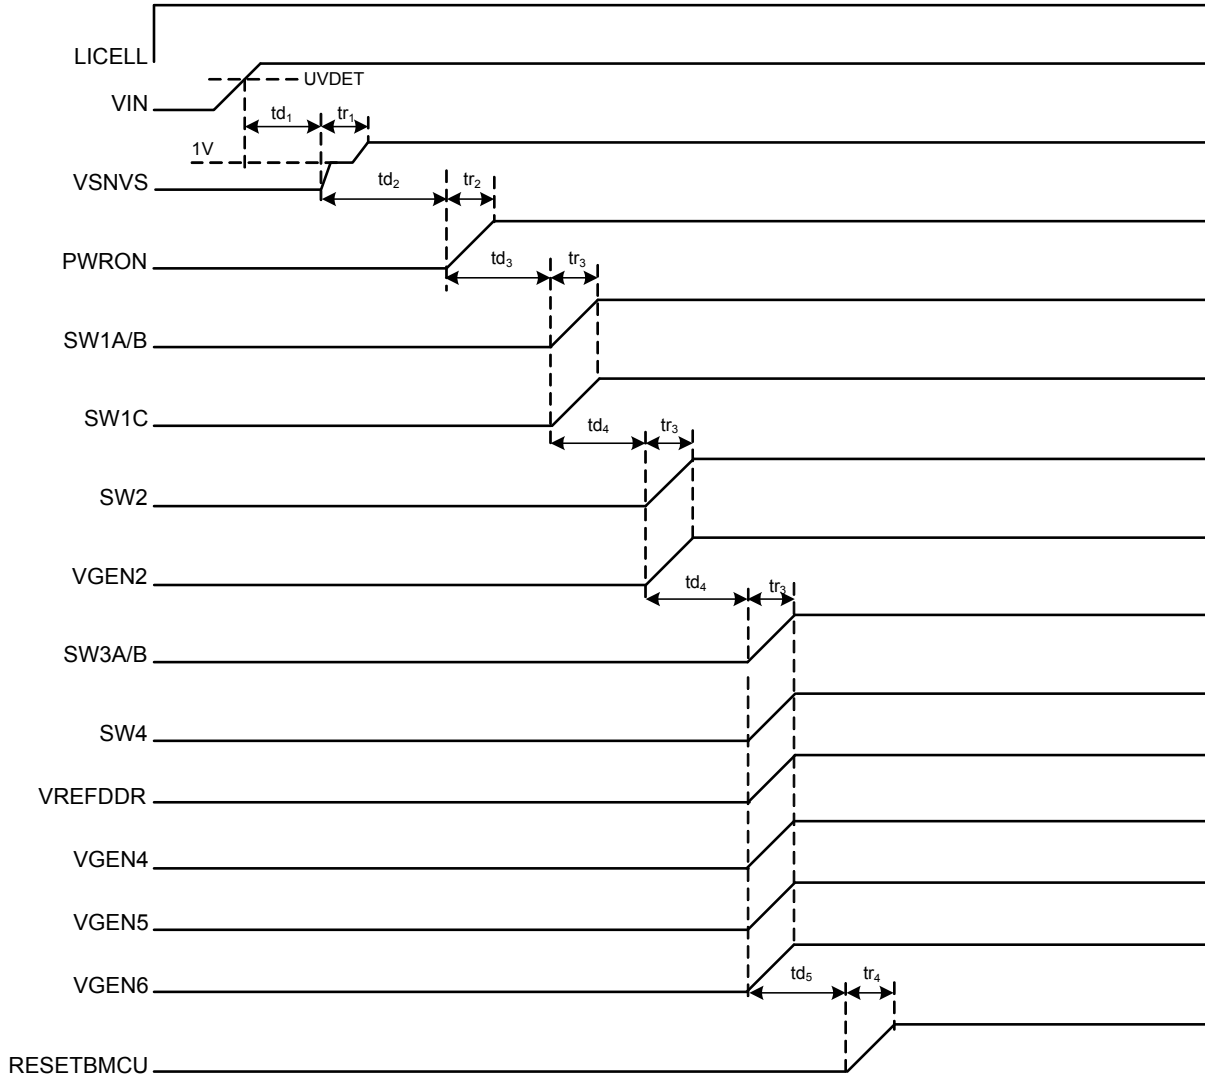 LICELL
UVDET
VIN
td1 tr1
1V
VSNVS
td2 tr2
PWRON
td3 tr3
SW1A/B
SW1C
td4 tr3
SW2
VGEN2
td4 tr3
SW3A/B
SW4
VREFDDR
VGEN4
VGEN5
VGEN6
td5 tr4
RESETBMCU